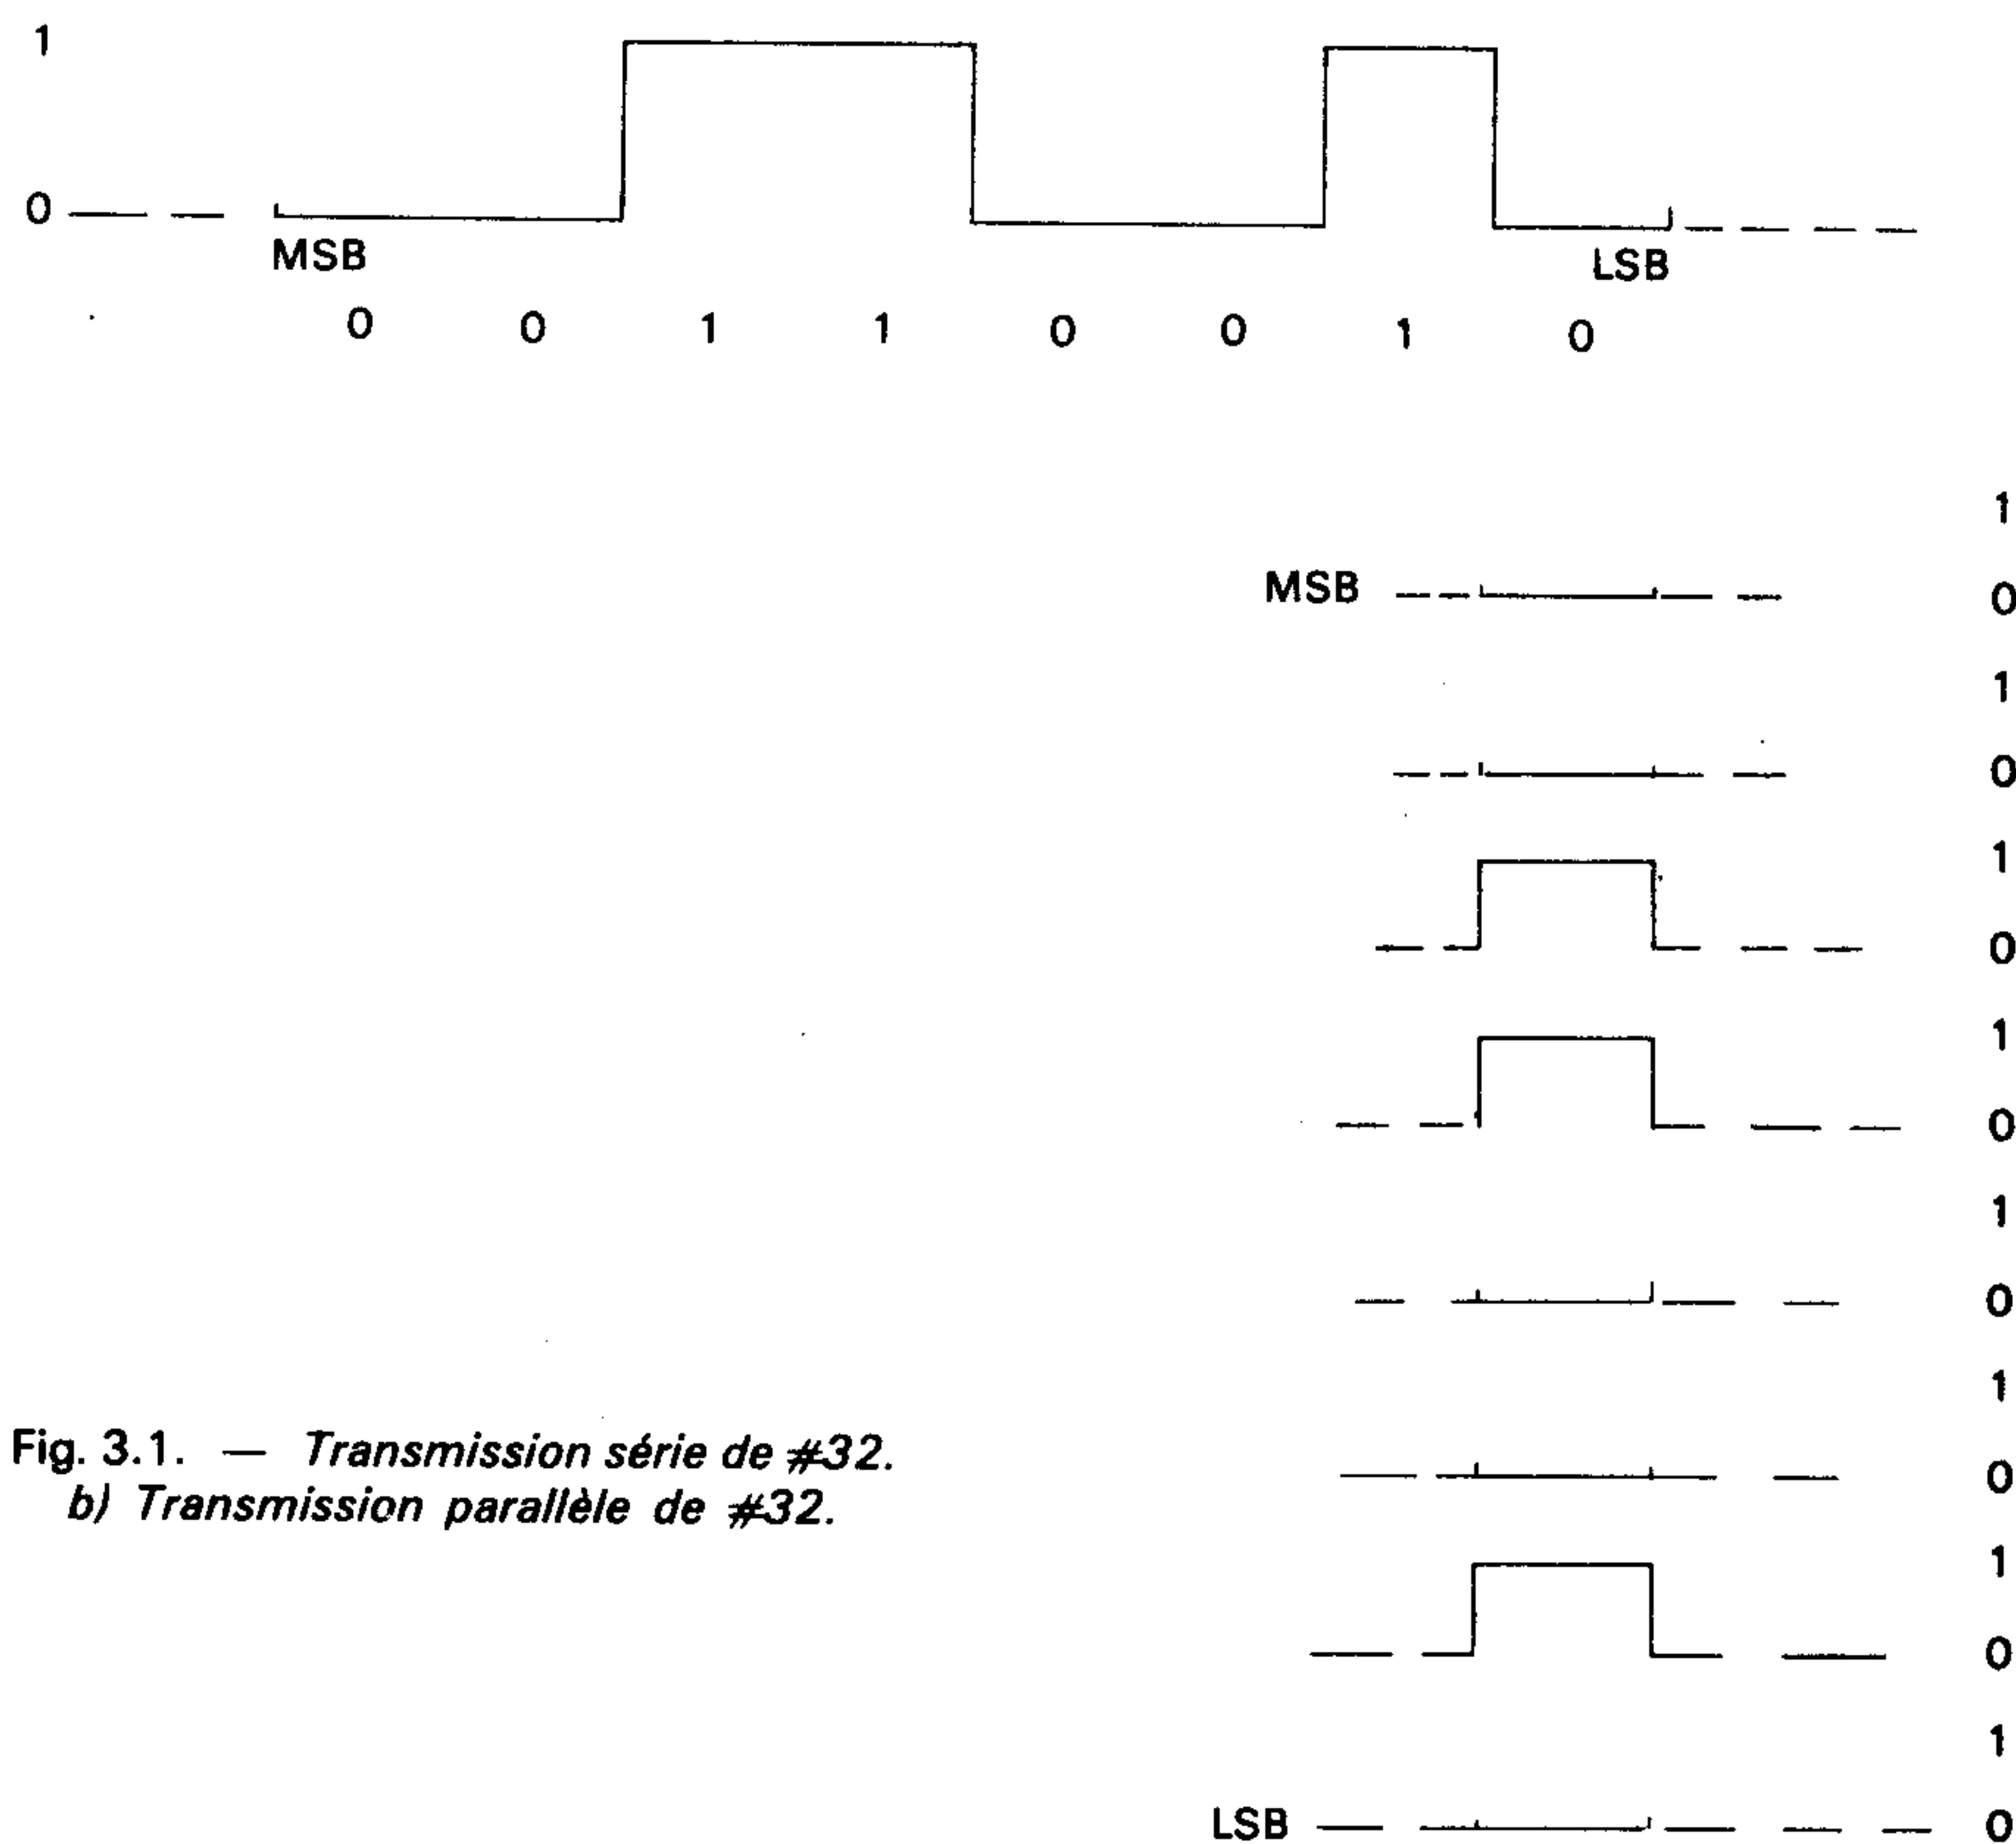 1
0
MSB
LSB
0 0 1 1 0 0 1 0
1
MSB 0
1
0
1
0
1
0
1
0
1
0
1
0
1
LSB 0
Fig. 3.1. — Transmission série de #32.
b) Transmission parallèle de #32.